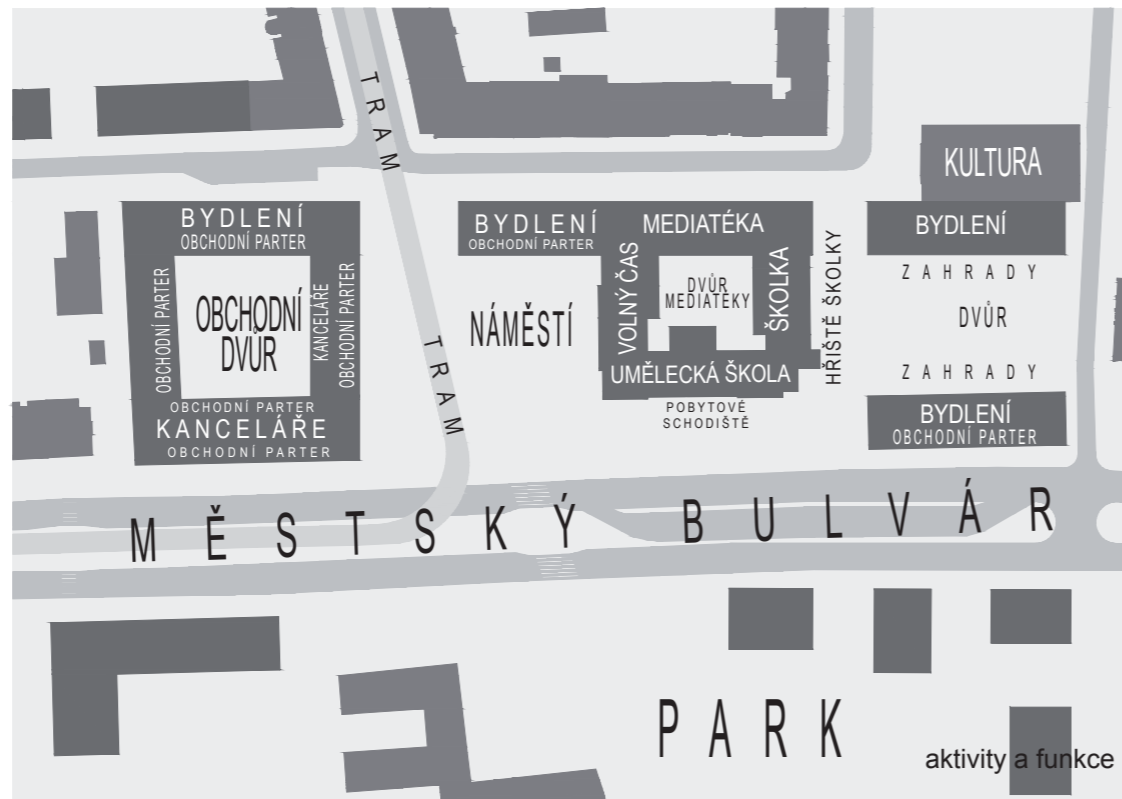 TRAM
KULTURA
BYDLENÍ
OBCHODNÍ PARTER
OBCHODNÍ PARTER
OBCHODNÍ
DVŮR
KANCELÁŘE
OBCHODNÍ PARTER
OBCHODNÍ PARTER
KANCELÁŘE
OBCHODNÍ PARTER
TRAM
BYDLENÍ
OBCHODNÍ PARTER
NÁMĚSTÍ
MEDIATÉKA
VOLNÝ ČAS
DVŮR
MEDIATÉKY
ŠKOLKA
UMĚLECKÁ ŠKOLA
POBYTOVÉ
SCHODIŠTĚ
HŘIŠTĚ ŠKOLKY
BYDLENÍ
ZAHRADY
DVŮR
ZAHRADY
BYDLENÍ
OBCHODNÍ PARTER
MĚSTSKÝ BULVÁR
PARK
aktivity a funkce